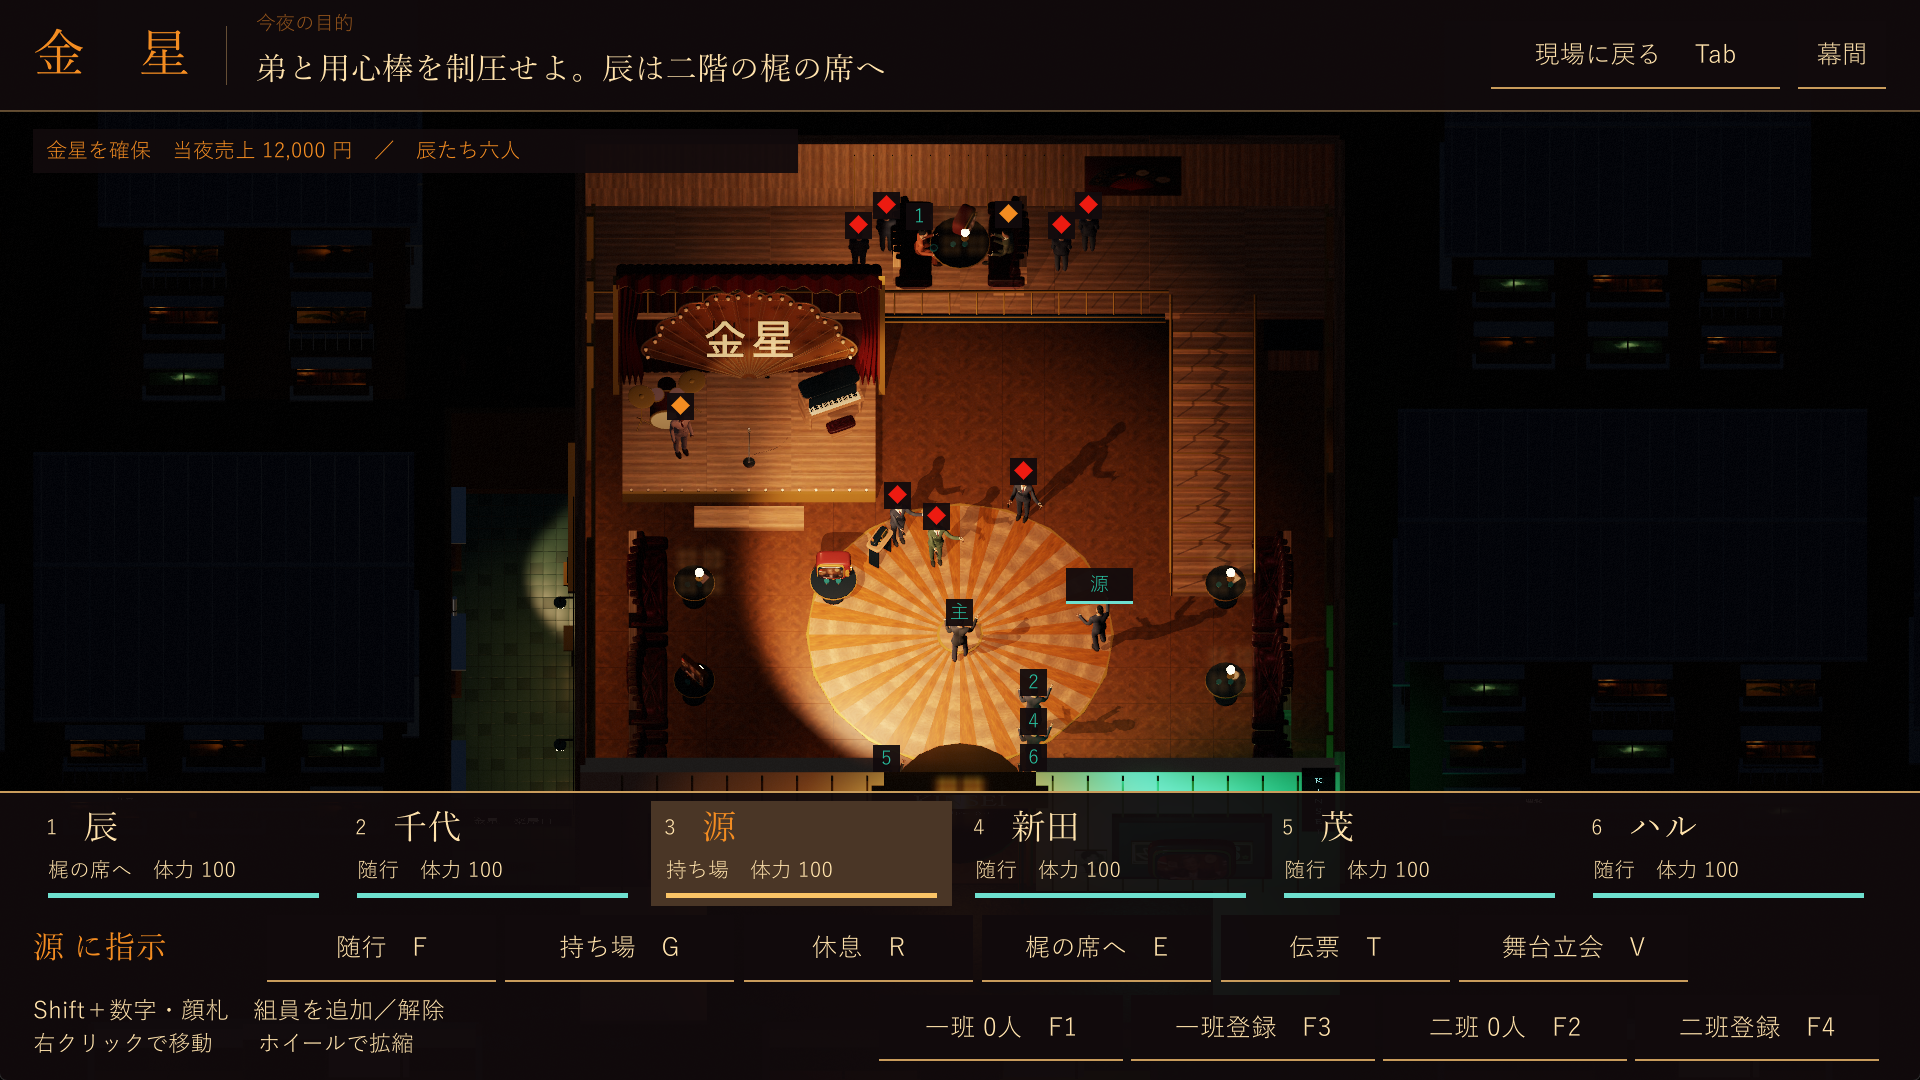 金星
今夜の目的
弟と用心棒を制圧せよ。辰は二階の梶の席へ
現場に戻る Tab
幕間
金星を確保 当夜売上 12,000 円 ／ 辰たち六人
1
金星
源
主
2
4
5
6
1 辰
梶の席へ 体力 100
2 千代
随行 体力 100
3 源
持ち場 体力 100
4 新田
随行 体力 100
5 茂
随行 体力 100
6 ハル
随行 体力 100
源 に指示
随行 F
持ち場 G
休息 R
梶の席へ E
伝票 T
舞台立会 V
Shift＋数字・顔札 組員を追加／解除
右クリックで移動 ホイールで拡縮
一班 0人 F1
一班登録 F3
二班 0人 F2
二班登録 F4